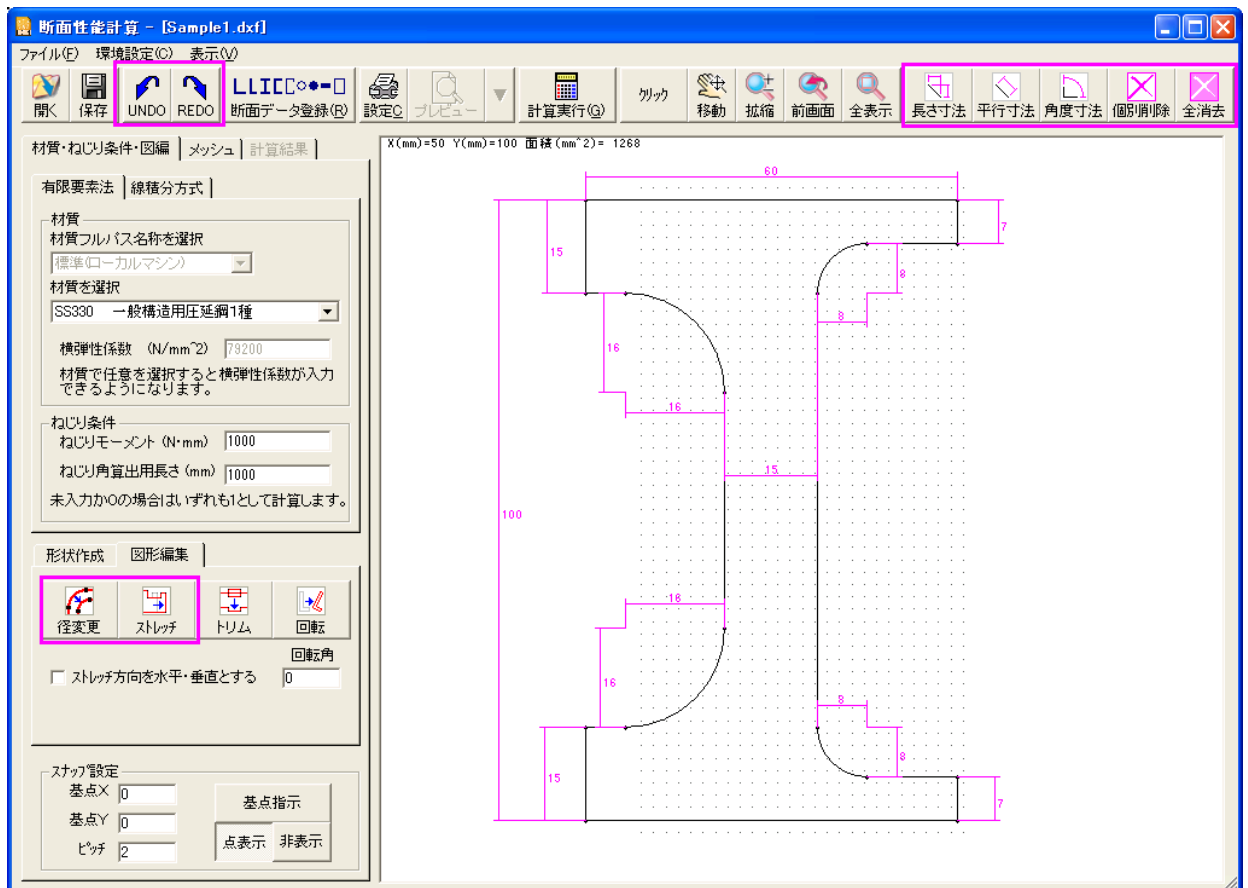 断面性能計算 - [Sample1.dxf]
ファイル(F) 環境設定(C) 表示(V)
開く 保存 UNDO REDO 断面データ登録(R) 設定C プレビュー 計算実行(G) クリック 移動 拡縮 前画面 全表示 長さ寸法 平行寸法 角度寸法 個別削除 全消去
材質・ねじり条件・図編 メッシュ 計算結果
X(mm)=50 Y(mm)=100 面積(mm^2)= 1268
有限要素法 線積分方式
材質
材質フルパス名称を選択
標準(ローカルマシン)
材質を選択
SS330 一般構造用圧延鋼1種
横弾性係数 (N/mm^2) 79200
材質で任意を選択すると横弾性係数が入力
できるようになります。
ねじり条件
ねじりモーメント (N・mm) 1000
ねじり角算出用長さ (mm) 1000
未入力か0の場合はいずれも1として計算します。
形状作成 図形編集
径変更 ストレッチ トリム 回転
回転角
ストレッチ方向を水平・垂直とする 0
スナップ設定
基点X 0
基点指示
基点Y 0
ピッチ 2
点表示 非表示
60
7
15
8
8
16
16
15
100
16
16
8
8
15
7